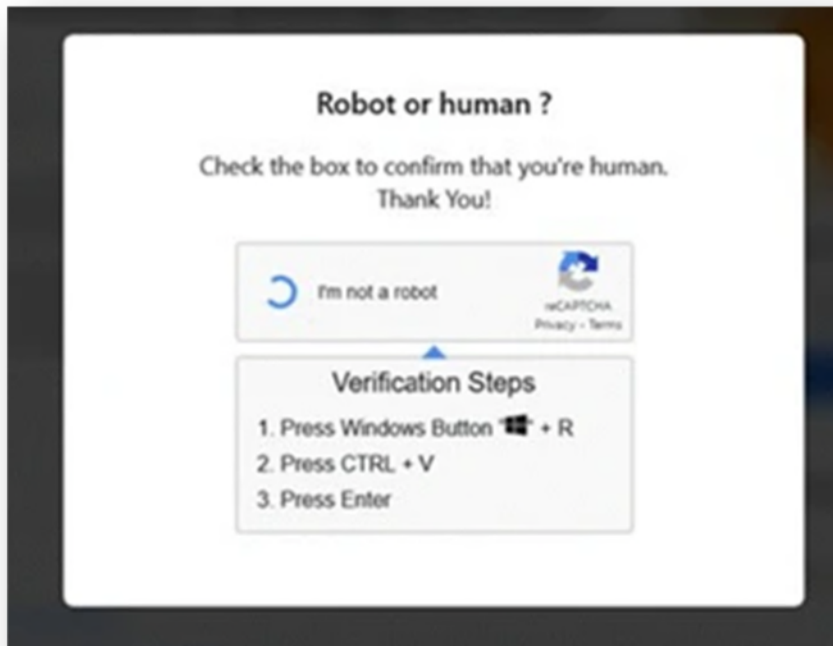 Robot or human ?
Check the box to confirm that you're human.
Thank You!
I'm not a robot
reCAPTCHA
Privacy - Terms
Verification Steps
1. Press Windows Button + R
2. Press CTRL + V
3. Press Enter